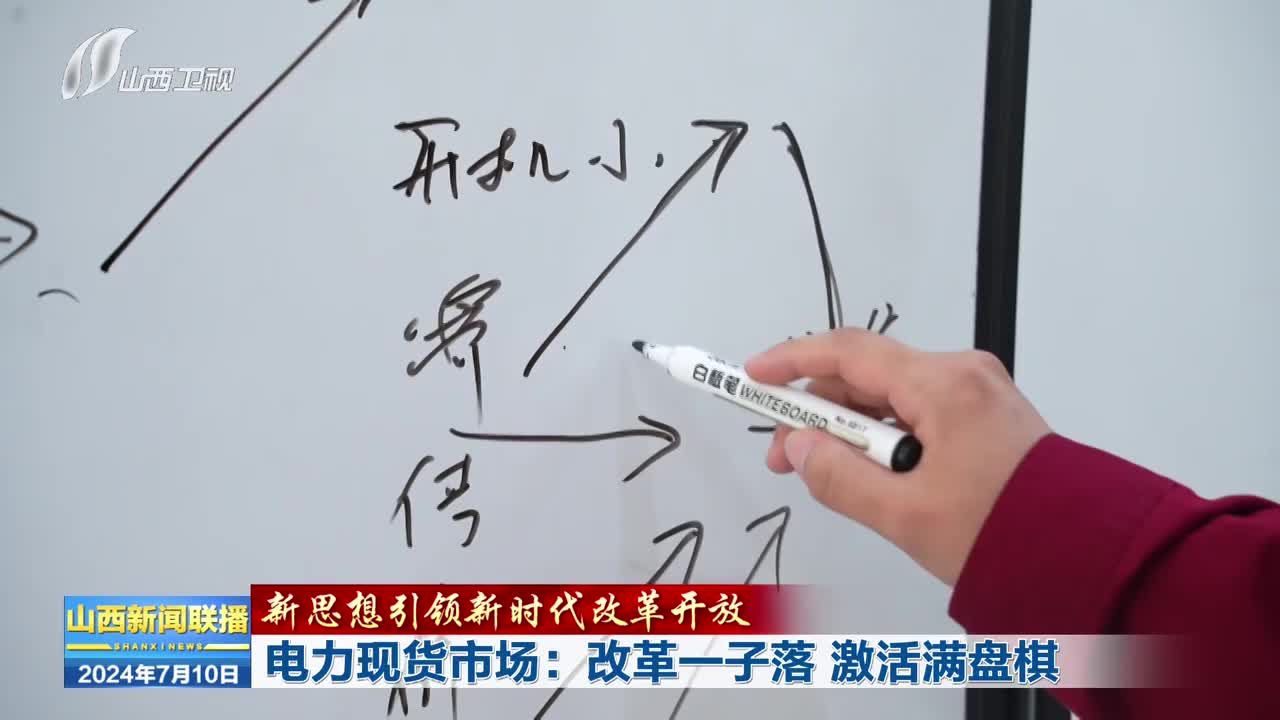 山西卫视
开机小
停
白板笔 WHITEBOARD
新思想引领新时代改革开放
山西新闻联播
SHANXI NEWS
电力现货市场：改革一子落 激活满盘棋
2024年7月10日